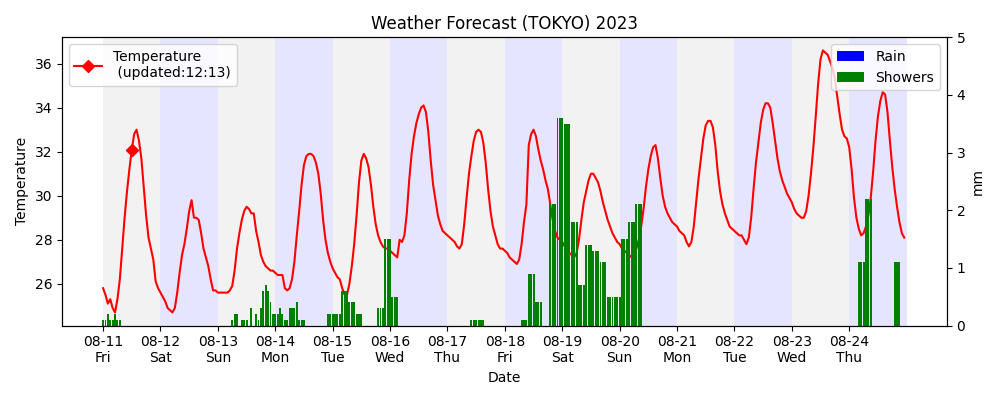 Weather Forecast (TOKYO) 2023
Temperature
(updated:12:13)
Rain
Showers
Temperature
36
34
32
30
28
26
5
4
3
2
1
0
mm
08-11 08-12 08-13 08-14 08-15 08-16 08-17 08-18 08-19 08-20 08-21 08-22 08-23 08-24
Fri Sat Sun Mon Tue Wed Thu Fri Sat Sun Mon Tue Wed Thu
Date